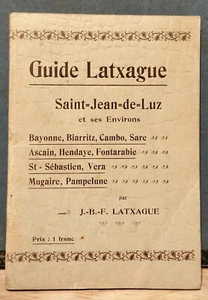 Guide Latxague
Saint-Jean-de-Luz
et ses Environs
Bayonne, Biarritz, Cambo, Sare
Ascain, Hendaye, Fontarabie
St-Sébastien, Vera
Mugaire, Pampelune
par
J.-B.-F. LATXAGUE
Prix : 1 franc